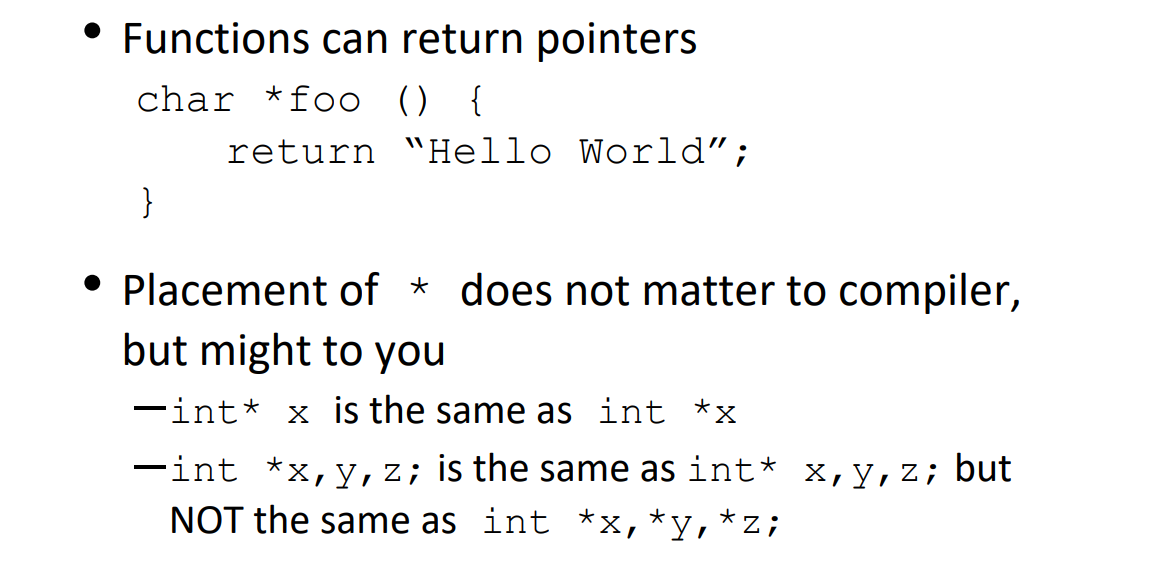 • Functions can return pointers
char *foo () {
return “Hello World”;
}
• Placement of * does not matter to compiler,
but might to you
—int* x is the same as int *x
—int *x,y,z; is the same as int* x,y,z; but
NOT the same as int *x,*y,*z;